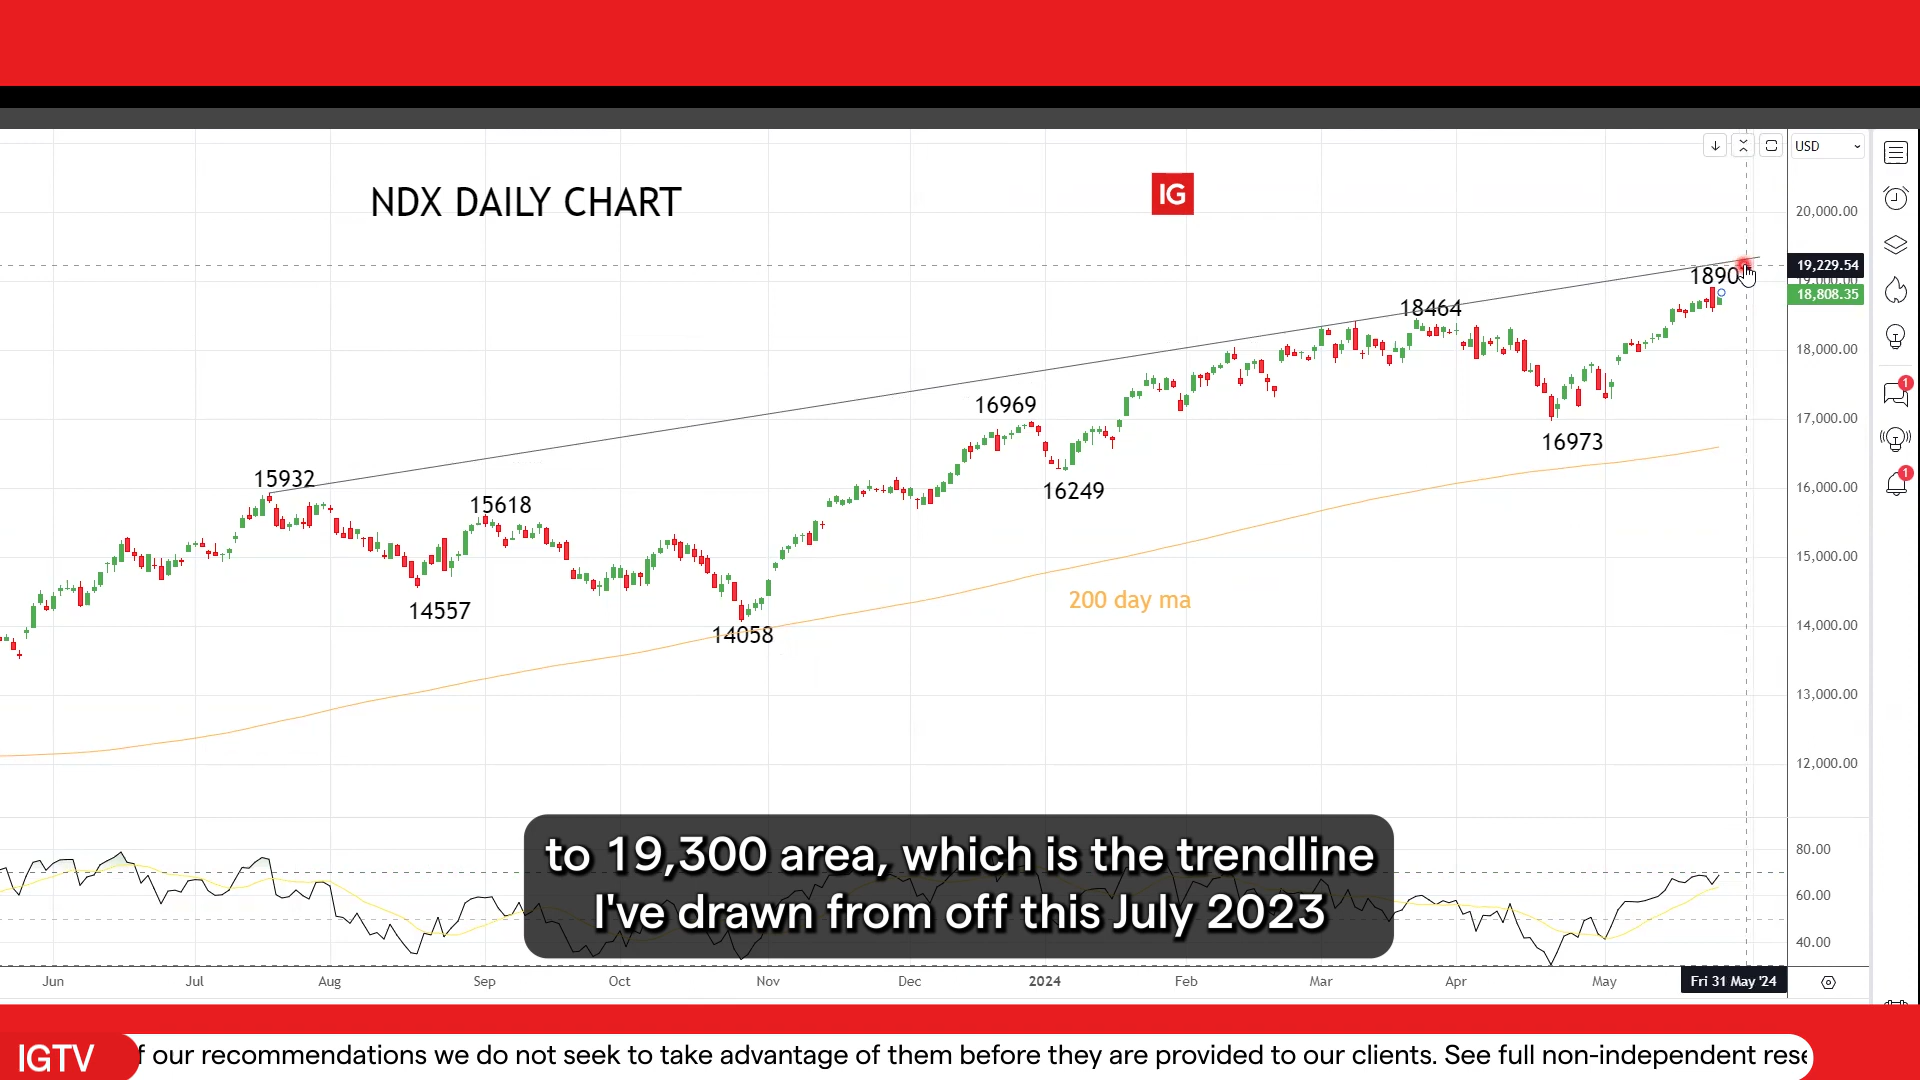 USD
NDX DAILY CHART
IG
20,000.00
19,229.54
1890
18,808.35
18464
18,000.00
17,000.00
16969
16973
15932
16249
16,000.00
15618
15,000.00
14557
200 day ma
14058
14,000.00
13,000.00
12,000.00
to 19,300 area, which is the trendline
I've drawn from off this July 2023
80.00
60.00
40.00
1
1
Jun Jul Aug Sep Oct Nov Dec 2024 Feb Mar Apr May Fri 31 May '24
IGTV
f our recommendations we do not seek to take advantage of them before they are provided to our clients. See full non-independent rese